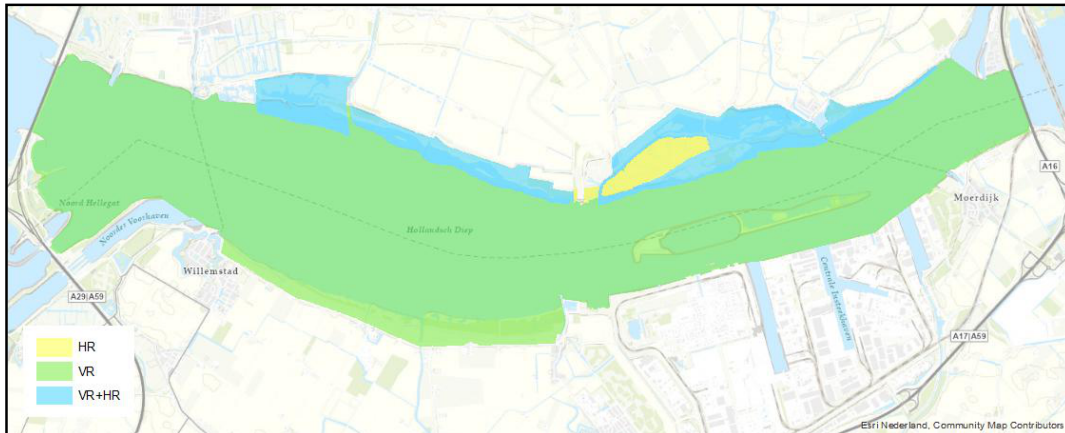 A16
Moerdijk
Noord Hellegat
Hollandsch Diep
Noorder Voorhaven
Willemstad
Centrale Insteekhaven
A29|A59
A17|A59
HR
VR
VR+HR
Esri Nederland, Community Map Contributors